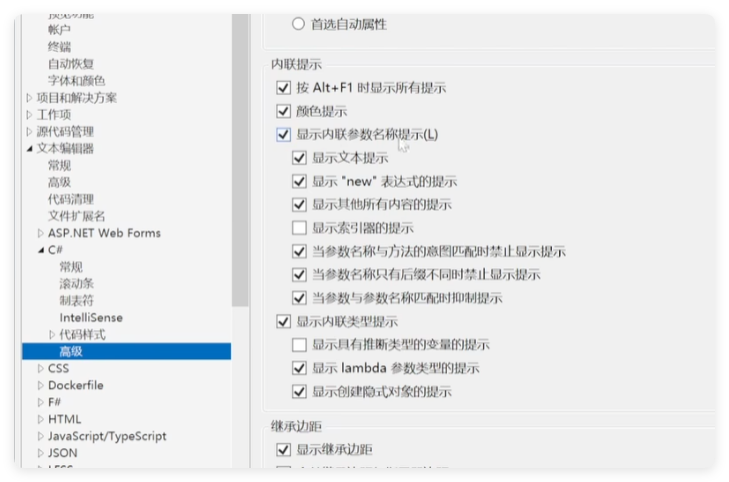 预览功能
帐户
终端
自动恢复
字体和颜色
项目和解决方案
工作项
源代码管理
文本编辑器
常规
高级
代码清理
文件扩展名
ASP.NET Web Forms
C#
常规
滚动条
制表符
IntelliSense
代码样式
高级
CSS
Dockerfile
F#
HTML
JavaScript/TypeScript
JSON
LESS
首选自动属性
内联提示
按 Alt+F1 时显示所有提示
颜色提示
显示内联参数名称提示(L)
显示文本提示
显示 "new" 表达式的提示
显示其他所有内容的提示
显示索引器的提示
当参数名称与方法的意图匹配时禁止显示提示
当参数名称只有后缀不同时禁止显示提示
当参数与参数名称匹配时抑制提示
显示内联类型提示
显示具有推断类型的变量的提示
显示 lambda 参数类型的提示
显示创建隐式对象的提示
继承边距
显示继承边距